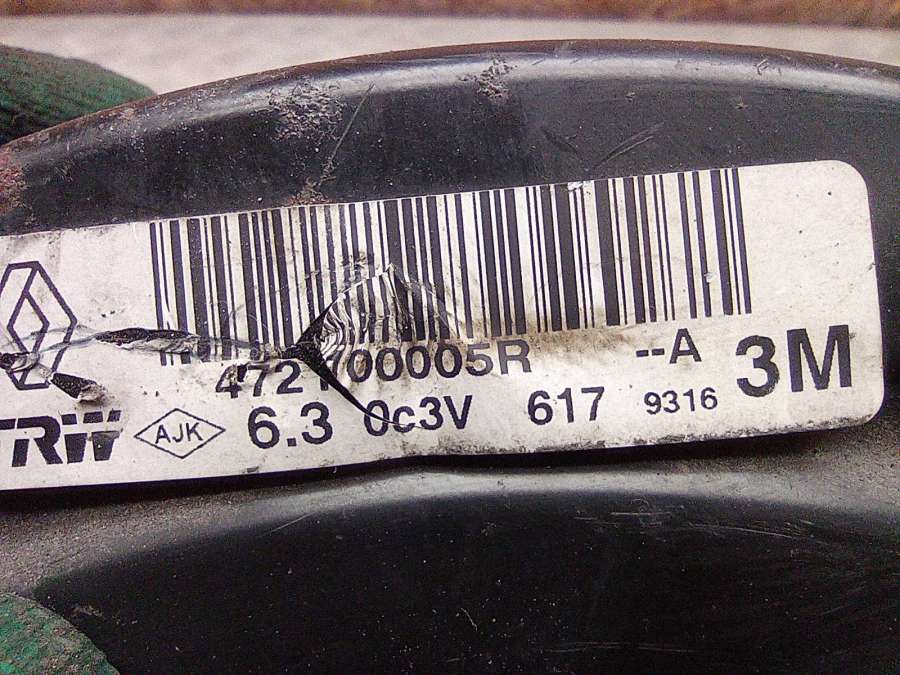 472100005R --A 3M
TRW AJK 6.3 0c3V 617 9316